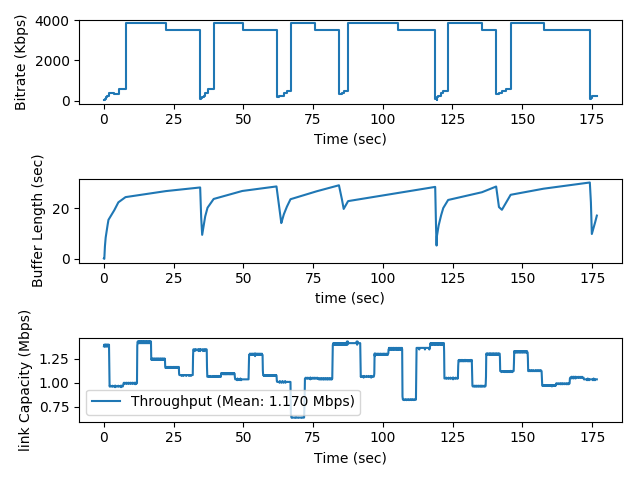 4000
2000
0
Bitrate (Kbps)
0 25 50 75 100 125 150 175
Time (sec)
20
0
Buffer Length (sec)
0 25 50 75 100 125 150 175
time (sec)
1.25
1.00
0.75
link Capacity (Mbps)
Throughput (Mean: 1.170 Mbps)
0 25 50 75 100 125 150 175
Time (sec)